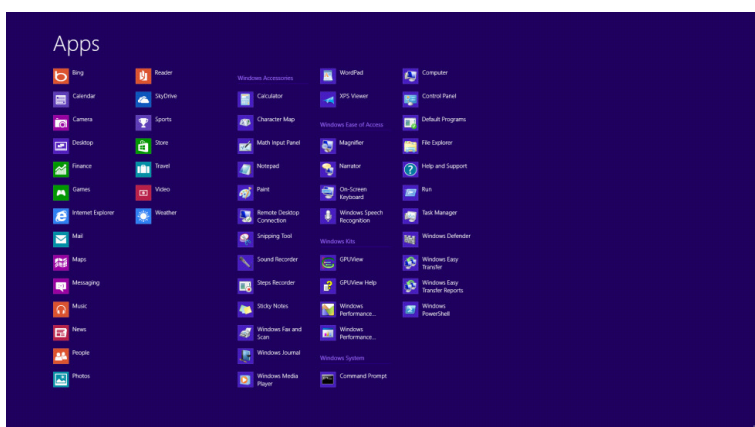 Apps
Bing
Calendar
Camera
Desktop
Finance
Games
Internet Explorer
Mail
Maps
Messaging
Music
News
People
Photos
Reader
SkyDrive
Sports
Store
Travel
Video
Weather
Windows Accessories
Calculator
Character Map
Math Input Panel
Notepad
Paint
Remote Desktop
Connection
Snipping Tool
Sound Recorder
Steps Recorder
Sticky Notes
Windows Fax and
Scan
Windows Journal
Windows Media
Player
WordPad
XPS Viewer
Windows Ease of Access
Magnifier
Narrator
On-Screen
Keyboard
Windows Speech
Recognition
Windows Kits
GPUView
GPUView Help
Windows
Performance...
Windows
Performance...
Windows System
Command Prompt
Computer
Control Panel
Default Programs
File Explorer
Help and Support
Run
Task Manager
Windows Defender
Windows Easy
Transfer
Windows Easy
Transfer Reports
Windows
PowerShell